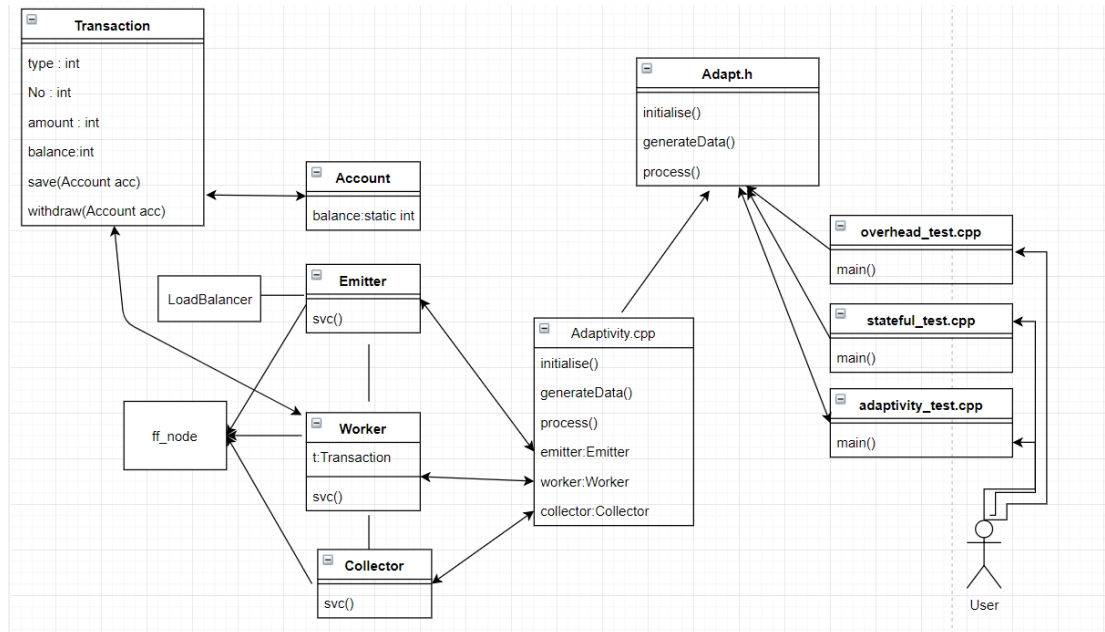 Transaction
type : int
No : int
amount : int
balance:int
save(Account acc)
withdraw(Account acc)
Account
balance:static int
LoadBalancer
Emitter
svc()
ff_node
Worker
t:Transaction
svc()
Collector
svc()
Adaptivity.cpp
initialise()
generateData()
process()
emitter:Emitter
worker:Worker
collector:Collector
Adapt.h
initialise()
generateData()
process()
overhead_test.cpp
main()
stateful_test.cpp
main()
adaptivity_test.cpp
main()
User